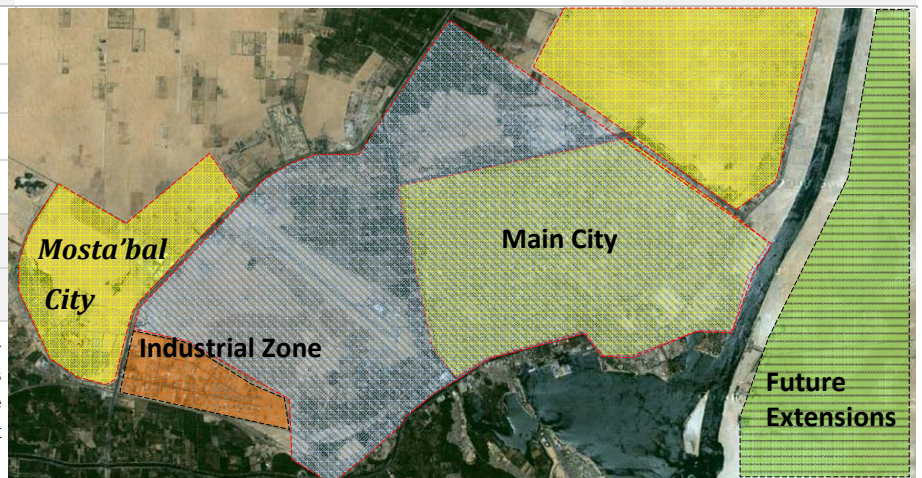 Mosta’bal
City
Main City
Industrial Zone
Future
Extensions